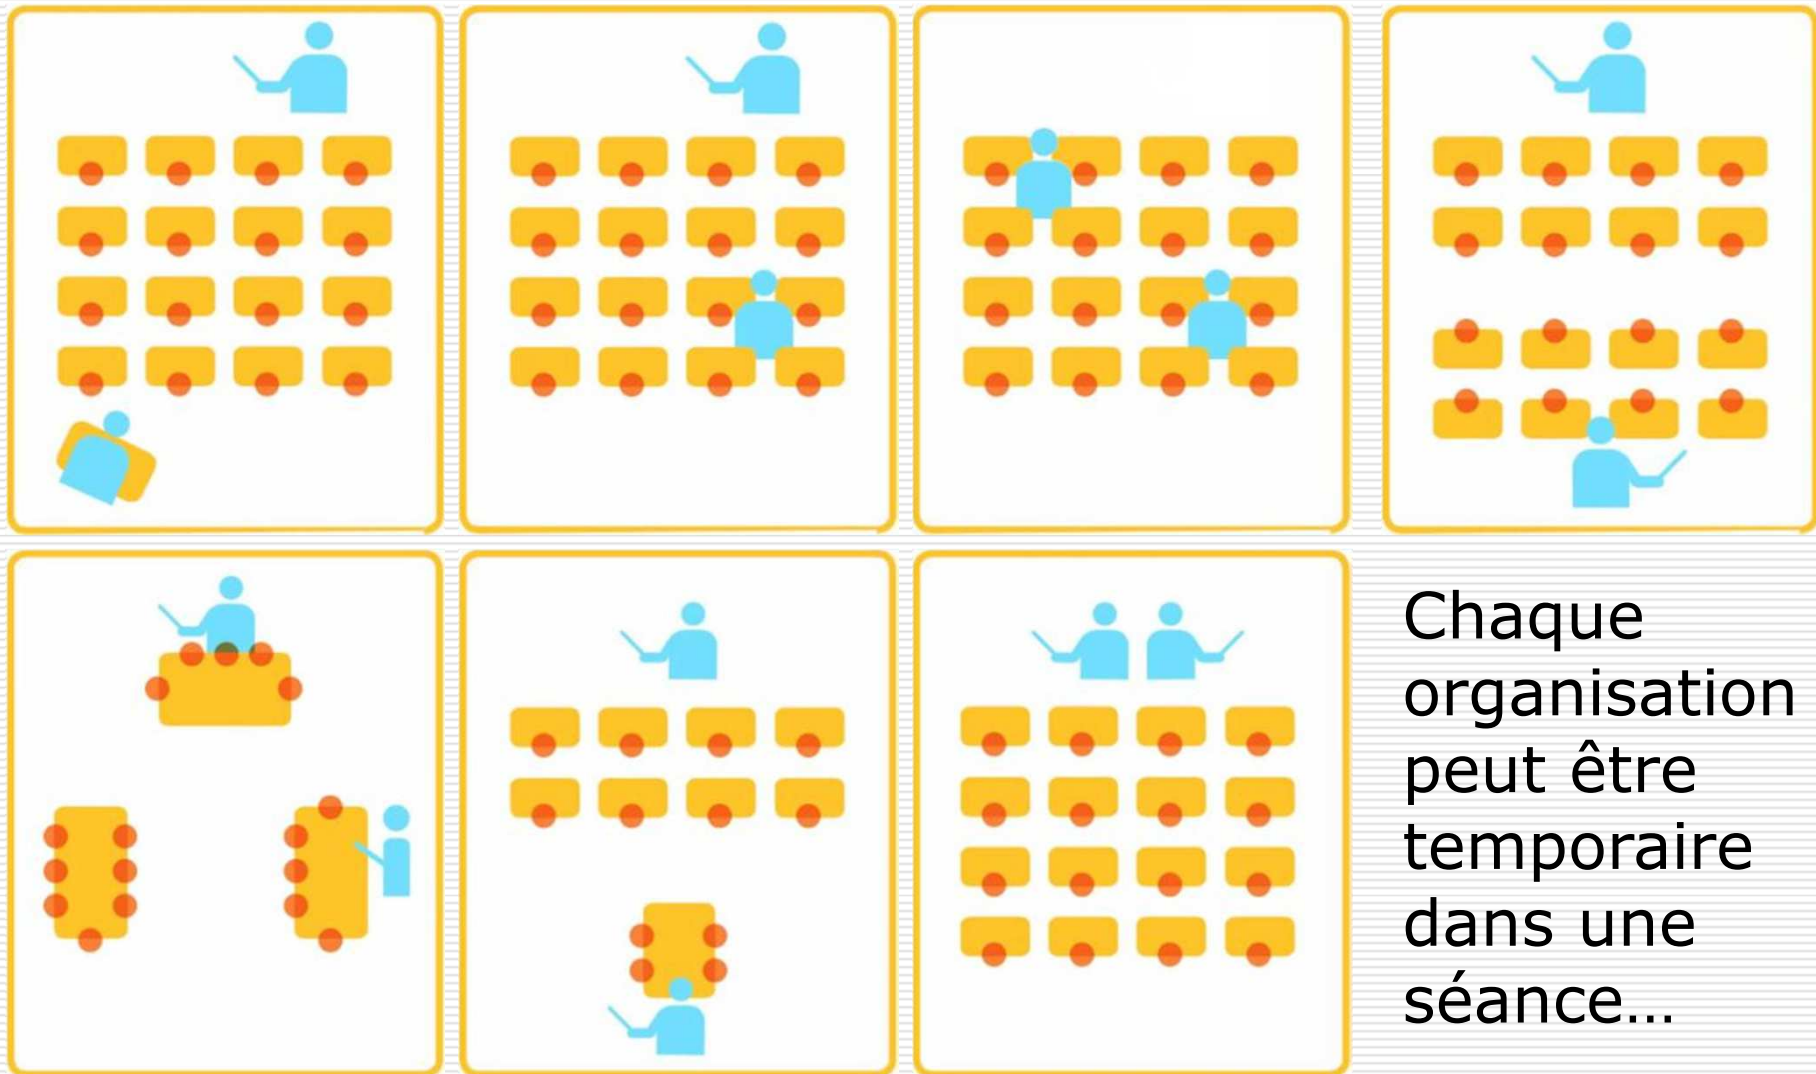 Chaque
organisation
peut être
temporaire
dans une
séance…